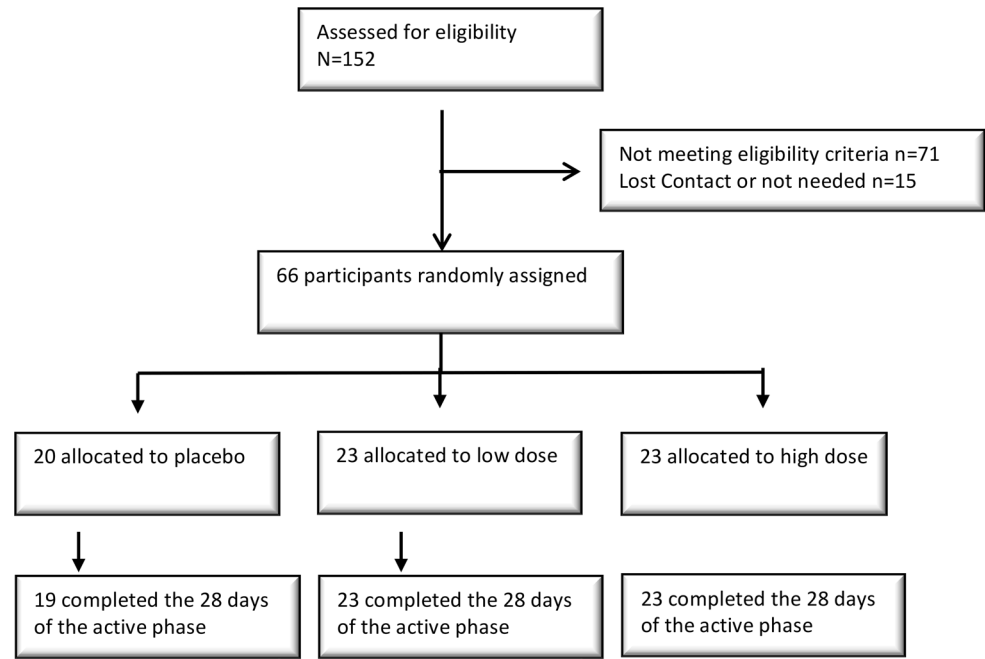 Assessed for eligibility
N=152
Not meeting eligibility criteria n=71
Lost Contact or not needed n=15
66 participants randomly assigned
20 allocated to placebo
23 allocated to low dose
23 allocated to high dose
19 completed the 28 days
of the active phase
23 completed the 28 days
of the active phase
23 completed the 28 days
of the active phase